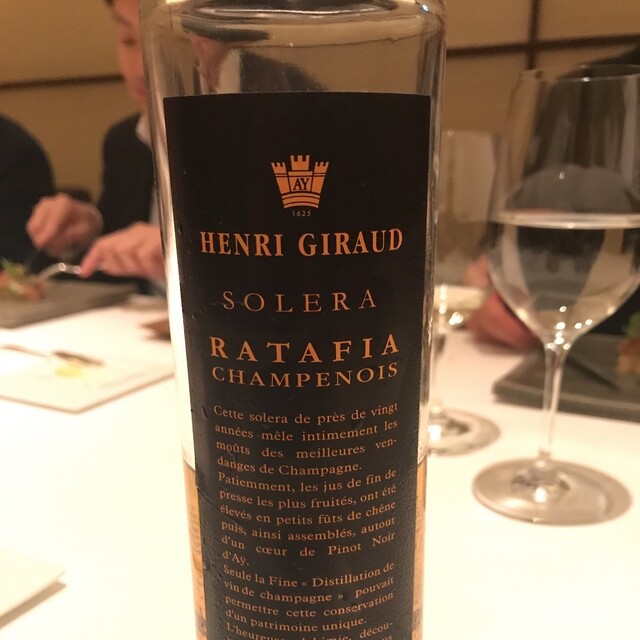 AY
1625
HENRI GIRAUD
SOLERA
RATAFIA
CHAMPENOIS
Cette solera de près de vingt
années mêle intimement les
moûts des meilleures ven-
danges de Champagne.
Patiemment, les jus de fin de
presse les plus fruités, ont été
élevés en petits fûts de chêne
puis, ainsi assemblés, autour
d'un cœur de Pinot Noir
d'Aÿ.
Seule la Fine « Distillation de
vin de champagne » pouvait
permettre cette conservation
d'un patrimoine unique.
L'heureuse alchimie, décou-